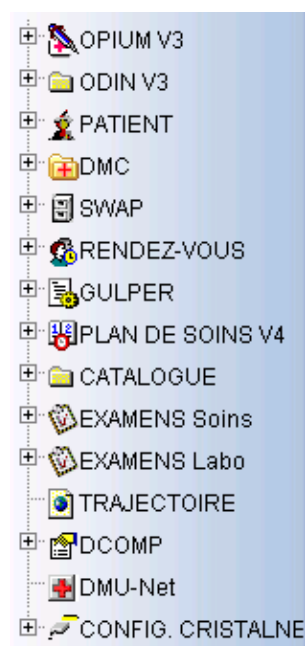 OPIUM V3
ODIN V3
PATIENT
DMC
SWAP
RENDEZ-VOUS
GULPER
PLAN DE SOINS V4
CATALOGUE
EXAMENS Soins
EXAMENS Labo
TRAJECTOIRE
DCOMP
DMU-Net
CONFIG. CRISTALNE